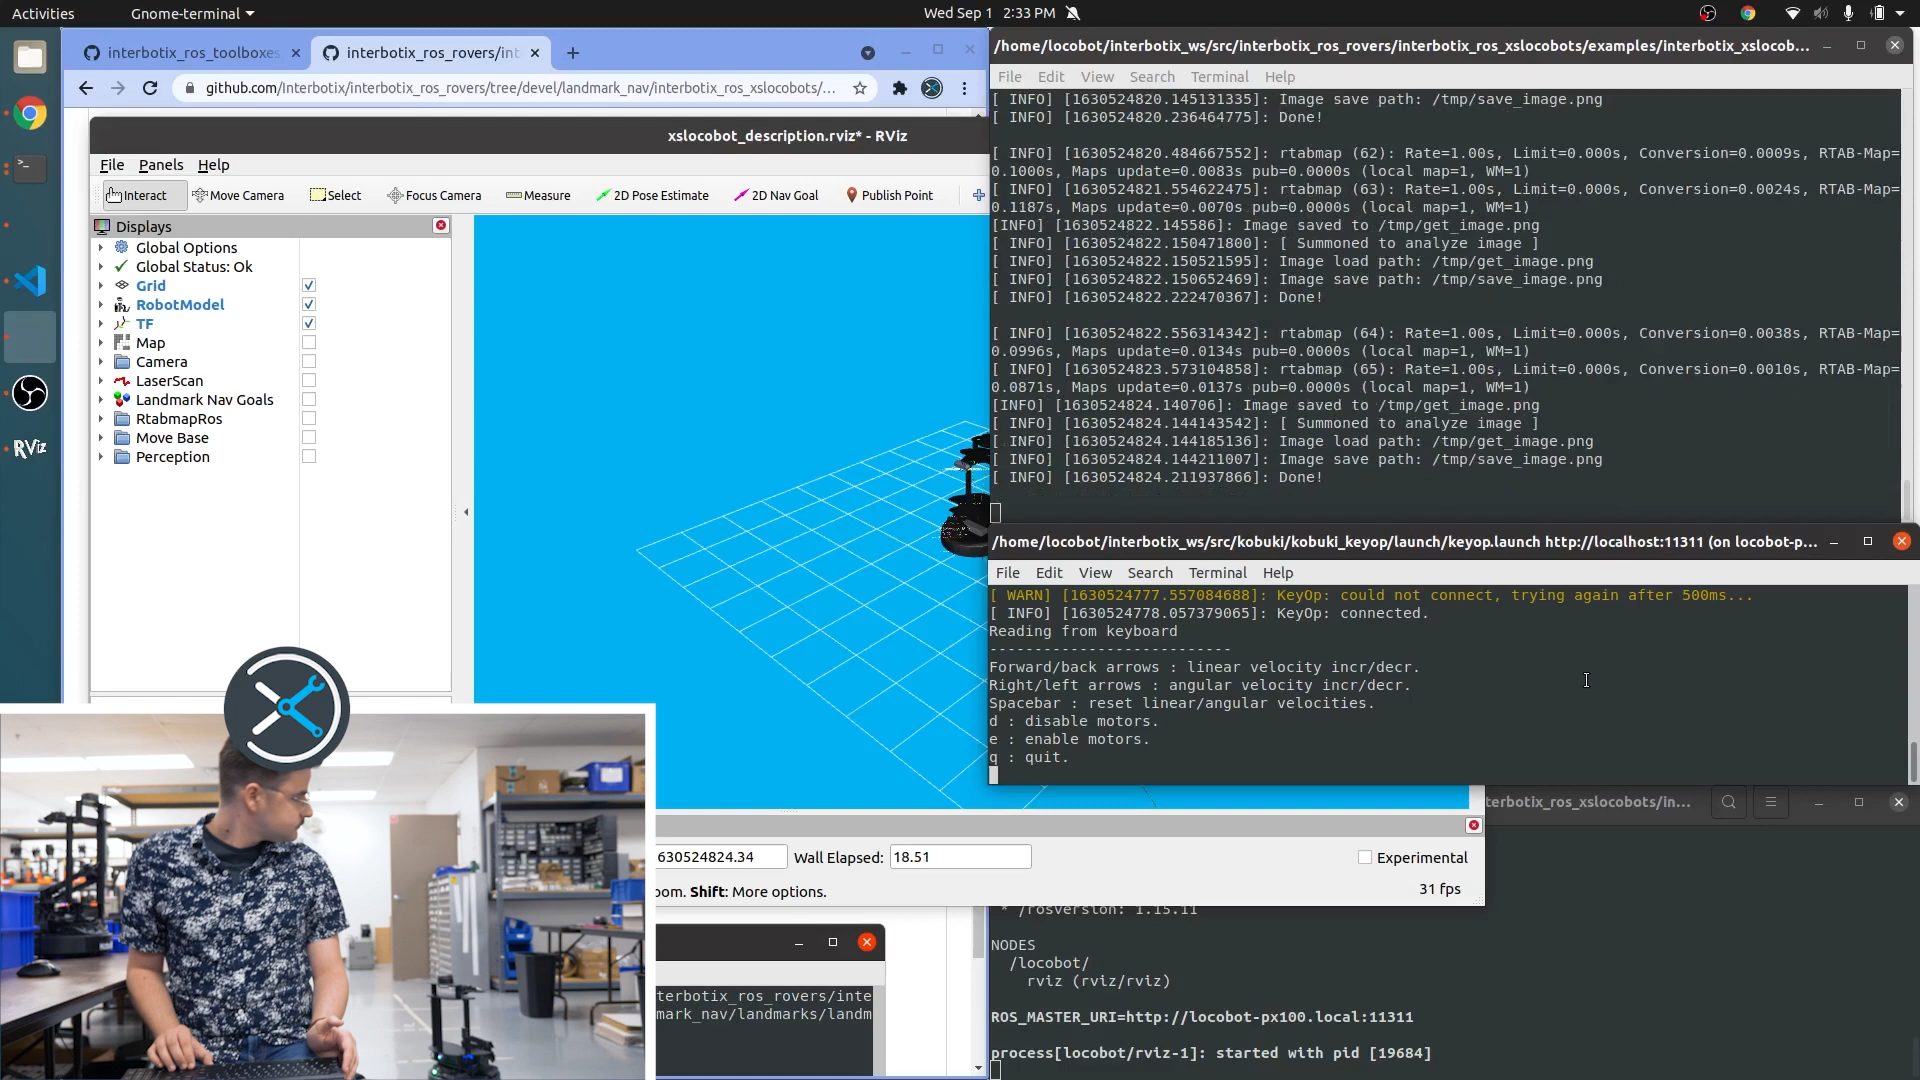 Activities
Gnome-terminal
Wed Sep 1 2:33 PM
interbotix_ros_toolboxes
interbotix_ros_rovers/int
github.com/Interbotix/interbotix_ros_rovers/tree/devel/landmark_nav/interbotix_ros_xslocobots/...
xslocobot_description.rviz* - RViz
File Panels Help
Interact Move Camera Select Focus Camera Measure 2D Pose Estimate 2D Nav Goal Publish Point
Displays
Global Options
Global Status: Ok
Grid
RobotModel
TF
Map
Camera
LaserScan
Landmark Nav Goals
RtabmapRos
Move Base
Perception
RViz
/home/locobot/interbotix_ws/src/interbotix_ros_rovers/interbotix_ros_xslocobots/examples/interbotix_xslocob...
File Edit View Search Terminal Help
[ INFO] [1630524820.145131335]: Image save path: /tmp/save_image.png
[ INFO] [1630524820.236464775]: Done!
[ INFO] [1630524820.484667552]: rtabmap (62): Rate=1.00s, Limit=0.000s, Conversion=0.0009s, RTAB-Map=
0.1000s, Maps update=0.0083s pub=0.0000s (local map=1, WM=1)
[ INFO] [1630524821.554622475]: rtabmap (63): Rate=1.00s, Limit=0.000s, Conversion=0.0024s, RTAB-Map=
0.1187s, Maps update=0.0070s pub=0.0000s (local map=1, WM=1)
[INFO] [1630524822.145586]: Image saved to /tmp/get_image.png
[ INFO] [1630524822.150471800]: [ Summoned to analyze image ]
[ INFO] [1630524822.150521595]: Image load path: /tmp/get_image.png
[ INFO] [1630524822.150652469]: Image save path: /tmp/save_image.png
[ INFO] [1630524822.222470367]: Done!
[ INFO] [1630524822.556314342]: rtabmap (64): Rate=1.00s, Limit=0.000s, Conversion=0.0038s, RTAB-Map=
0.0996s, Maps update=0.0134s pub=0.0000s (local map=1, WM=1)
[ INFO] [1630524823.573104858]: rtabmap (65): Rate=1.00s, Limit=0.000s, Conversion=0.0010s, RTAB-Map=
0.0871s, Maps update=0.0137s pub=0.0000s (local map=1, WM=1)
[INFO] [1630524824.140706]: Image saved to /tmp/get_image.png
[ INFO] [1630524824.144143542]: [ Summoned to analyze image ]
[ INFO] [1630524824.144185136]: Image load path: /tmp/get_image.png
[ INFO] [1630524824.144211007]: Image save path: /tmp/save_image.png
[ INFO] [1630524824.211937866]: Done!
/home/locobot/interbotix_ws/src/kobuki/kobuki_keyop/launch/keyop.launch http://localhost:11311 (on locobot-p...
File Edit View Search Terminal Help
[ WARN] [1630524777.557084688]: KeyOp: could not connect, trying again after 500ms...
[ INFO] [1630524778.057379065]: KeyOp: connected.
Reading from keyboard
---------------------------
Forward/back arrows : linear velocity incr/decr.
Right/left arrows : angular velocity incr/decr.
Spacebar : reset linear/angular velocities.
d : disable motors.
e : enable motors.
q : quit.
terbotix_ros_xslocobots/in...
630524824.34 Wall Elapsed: 18.51 Experimental
oom. Shift: More options. 31 fps
* /rosversion: 1.15.11
NODES
/locobot/
rviz (rviz/rviz)
ROS_MASTER_URI=http://locobot-px100.local:11311
process[locobot/rviz-1]: started with pid [19684]
terbotix_ros_rovers/inte
mark_nav/landmarks/landm